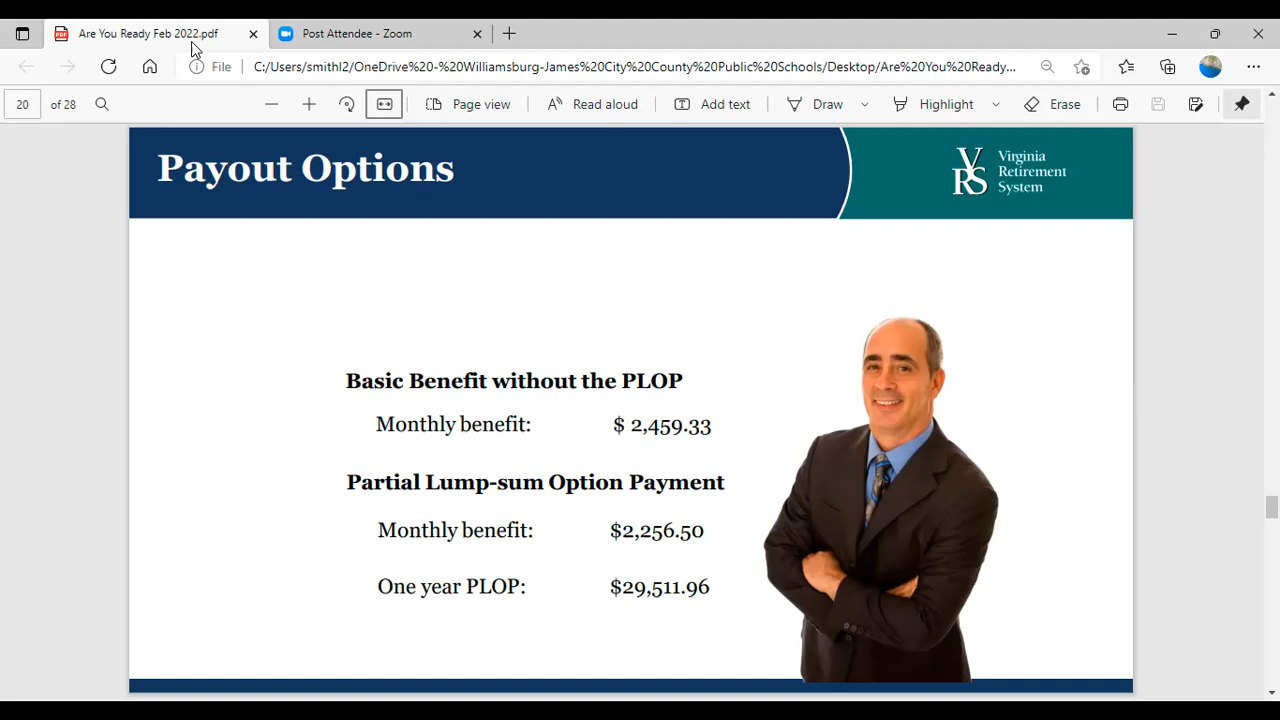 Are You Ready Feb 2022.pdf
Post Attendee - Zoom
File
C:/Users/smithl2/OneDrive%20-%20Williamsburg-James%20City%20County%20Public%20Schools/Desktop/Are%20You%20Ready...
20 of 28
Page view
Read aloud
Add text
Draw
Highlight
Erase
Payout Options
VRS
Virginia
Retirement
System
Basic Benefit without the PLOP
Monthly benefit: $ 2,459.33
Partial Lump-sum Option Payment
Monthly benefit: $2,256.50
One year PLOP: $29,511.96